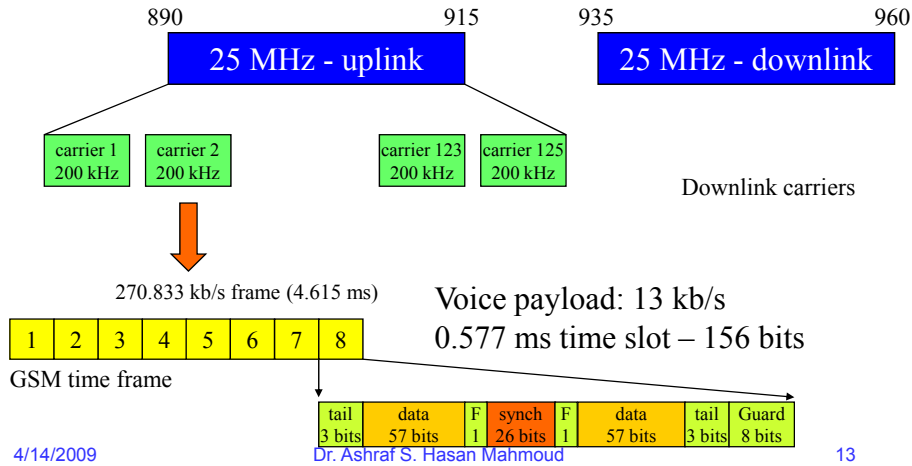 890 915 935 960
25 MHz - uplink 25 MHz - downlink
carrier 1 carrier 2 carrier 123 carrier 125
200 kHz 200 kHz 200 kHz 200 kHz
Downlink carriers
270.833 kb/s frame (4.615 ms)
Voice payload: 13 kb/s
0.577 ms time slot – 156 bits
1 2 3 4 5 6 7 8
GSM time frame
tail data F synch F data tail Guard
3 bits 57 bits 1 26 bits 1 57 bits 3 bits 8 bits
4/14/2009 Dr. Ashraf S. Hasan Mahmoud 13